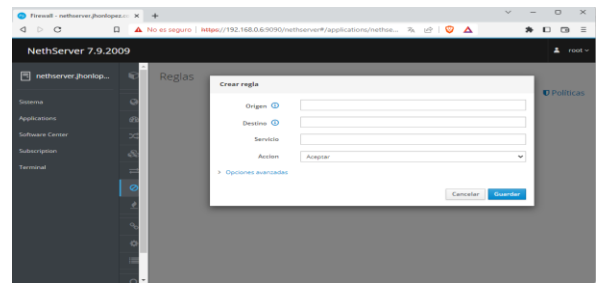 Firewall - nethserver.jhonlopez.c
No es seguro | https://192.168.0.6:9090/nethserver#/applications/nethse...
NethServer 7.9.2009
root
nethserver.jhonlop...
Sistema
Applications
Software Center
Subscription
Terminal
Reglas
Políticas
Crear regla
Origen
Destino
Servicio
Accion
Aceptar
Opciones avanzadas
Cancelar
Guardar